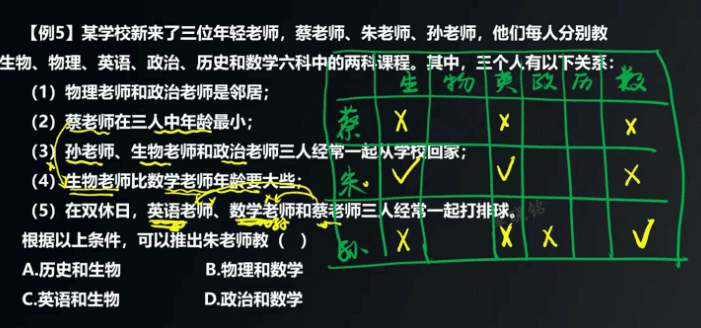 【例5】某学校新来了三位年轻老师，蔡老师、朱老师、孙老师，他们每人分别教
生物、物理、英语、政治、历史和数学六科中的两科课程。其中，三个人有以下关系：
（1）物理老师和政治老师是邻居；
（2）蔡老师在三人中年龄最小；
（3）孙老师、生物老师和政治老师三人经常一起从学校回家；
（4）生物老师比数学老师年龄要大些；
（5）在双休日，英语老师、数学老师和蔡老师三人经常一起打排球。
根据以上条件，可以推出朱老师教（ ）
A.历史和生物 B.物理和数学
C.英语和生物 D.政治和数学
生 物 英 政 历 数
蔡 X X X
朱 ✓ ✓ X
孙 X X X ✓
孙